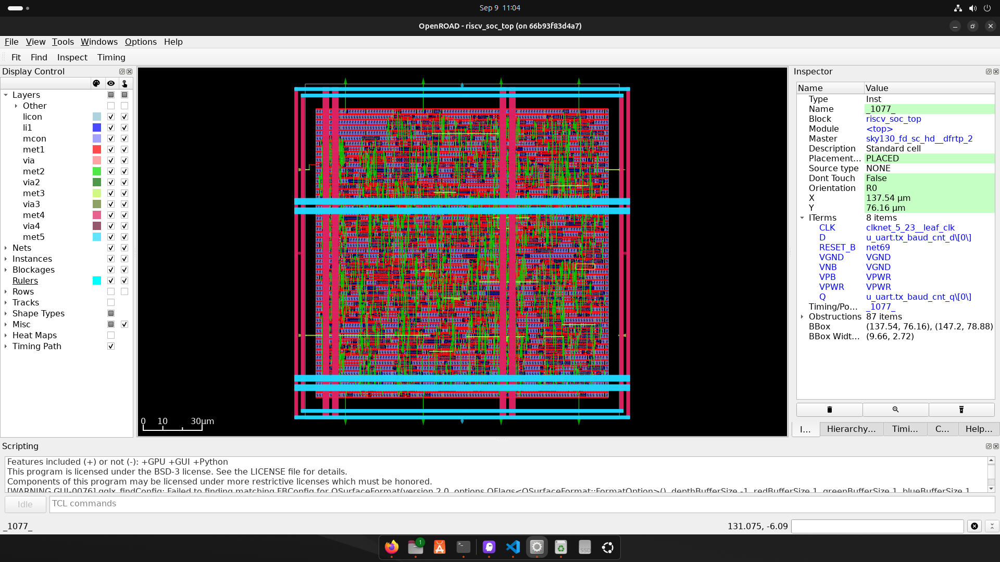 Sep 9 11:04
OpenROAD - riscv_soc_top (on 66b93f83d4a7)
File View Tools Windows Options Help
Fit Find Inspect Timing
Display Control
Layers
Other
licon
li1
mcon
met1
via
met2
via2
met3
via3
met4
via4
met5
Nets
Instances
Blockages
Rulers
Rows
Tracks
Shape Types
Misc
Heat Maps
Timing Path
0 10 30μm
Inspector
Name Value
Type Inst
Name _1077_
Block riscv_soc_top
Module <top>
Master sky130_fd_sc_hd__dfrtp_2
Description Standard cell
Placement... PLACED
Source type NONE
Dont Touch False
Orientation R0
X 137.54 μm
Y 76.16 μm
ITerms 8 items
CLK clknet_5_23__leaf_clk
D u_uart.tx_baud_cnt_d\[0\]
RESET_B net69
VGND VGND
VNB VGND
VPB VPWR
VPWR VPWR
Q u_uart.tx_baud_cnt_q\[0\]
Timing/Po... _1077_
Obstructions 87 items
BBox (137.54, 76.16), (147.2, 78.88)
BBox Widt... (9.66, 2.72)
I... Hierarchy... Timi... C... Help...
Scripting
Features included (+) or not (-): +GPU +GUI +Python
This program is licensed under the BSD-3 license. See the LICENSE file for details.
Components of this program may be licensed under more restrictive licenses which must be honored.
[WARNING GUI-0076] qglx_findConfig: Failed to finding matching FBConfig for QSurfaceFormat(version 2.0, options QFlags<QSurfaceFormat::FormatOption>(), depthBufferSize -1, redBufferSize 1, greenBufferSize 1, blueBufferSize 1,
Idle TCL commands
_1077_ 131.075, -6.09
1
SSD